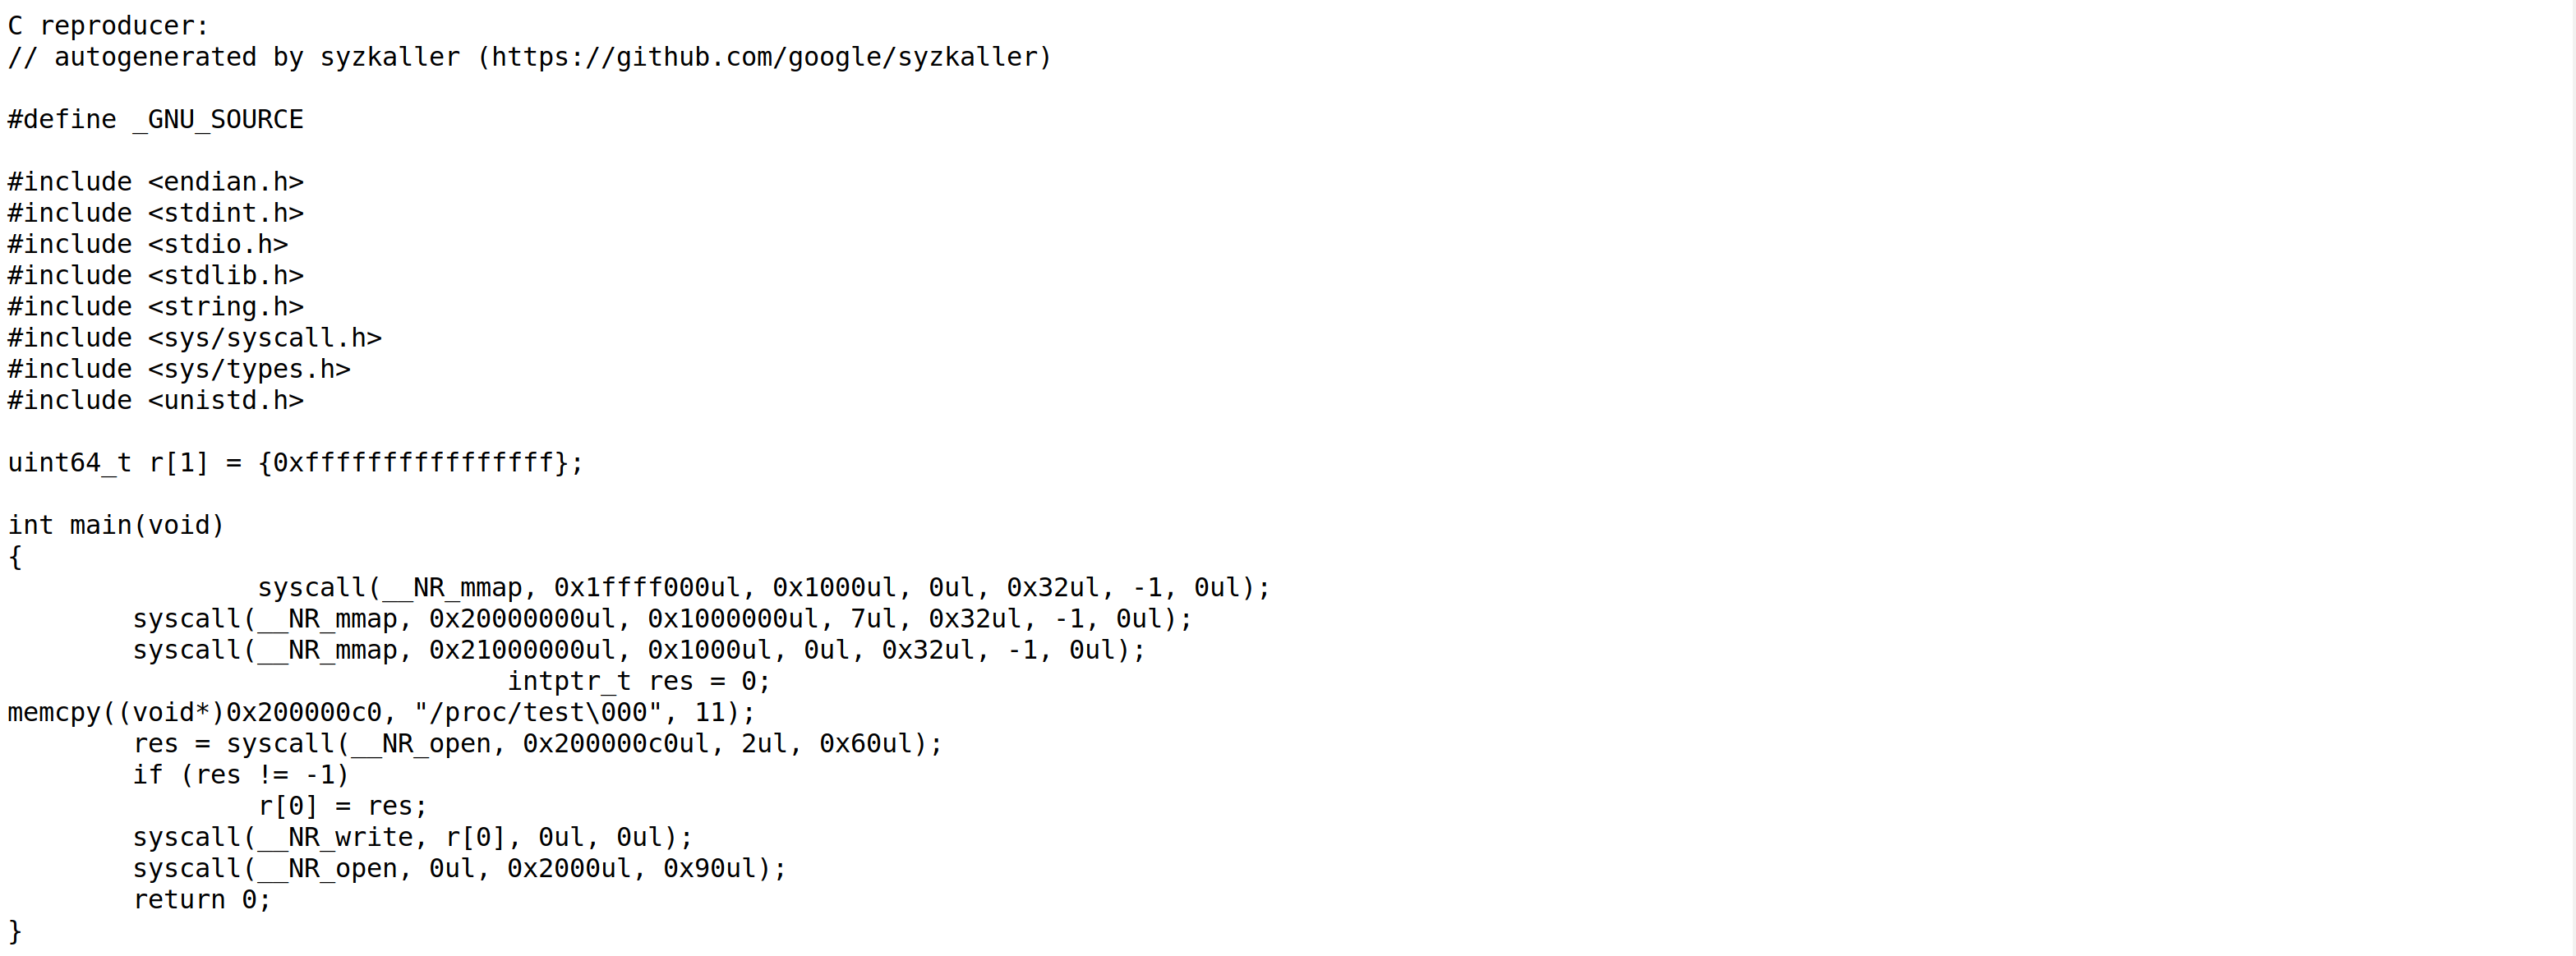 C reproducer:
// autogenerated by syzkaller (https://github.com/google/syzkaller)

#define _GNU_SOURCE

#include <endian.h>
#include <stdint.h>
#include <stdio.h>
#include <stdlib.h>
#include <string.h>
#include <sys/syscall.h>
#include <sys/types.h>
#include <unistd.h>

uint64_t r[1] = {0xffffffffffffffff};

int main(void)
{
                syscall(__NR_mmap, 0x1ffff000ul, 0x1000ul, 0ul, 0x32ul, -1, 0ul);
        syscall(__NR_mmap, 0x20000000ul, 0x1000000ul, 7ul, 0x32ul, -1, 0ul);
        syscall(__NR_mmap, 0x21000000ul, 0x1000ul, 0ul, 0x32ul, -1, 0ul);
                                intptr_t res = 0;
memcpy((void*)0x200000c0, "/proc/test\000", 11);
        res = syscall(__NR_open, 0x200000c0ul, 2ul, 0x60ul);
        if (res != -1)
                r[0] = res;
        syscall(__NR_write, r[0], 0ul, 0ul);
        syscall(__NR_open, 0ul, 0x2000ul, 0x90ul);
        return 0;
}